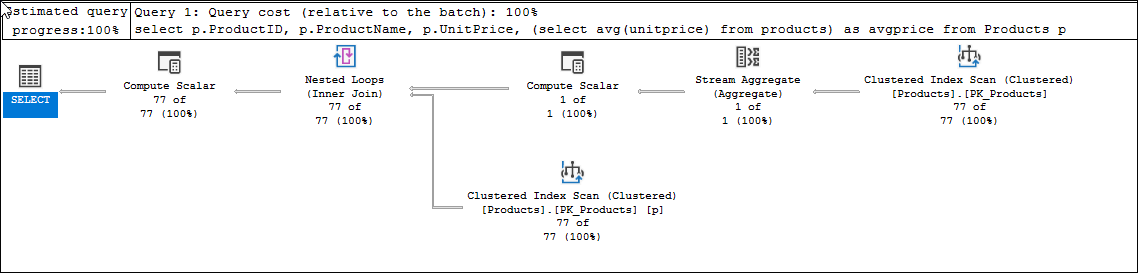 Estimated query
progress:100%
Query 1: Query cost (relative to the batch): 100%
select p.ProductID, p.ProductName, p.UnitPrice, (select avg(unitprice) from products) as avgprice from Products p
SELECT
Compute Scalar
77 of
77 (100%)
Nested Loops
(Inner Join)
77 of
77 (100%)
Compute Scalar
1 of
1 (100%)
Stream Aggregate
(Aggregate)
1 of
1 (100%)
Clustered Index Scan (Clustered)
[Products].[PK_Products]
77 of
77 (100%)
Clustered Index Scan (Clustered)
[Products].[PK_Products] [p]
77 of
77 (100%)